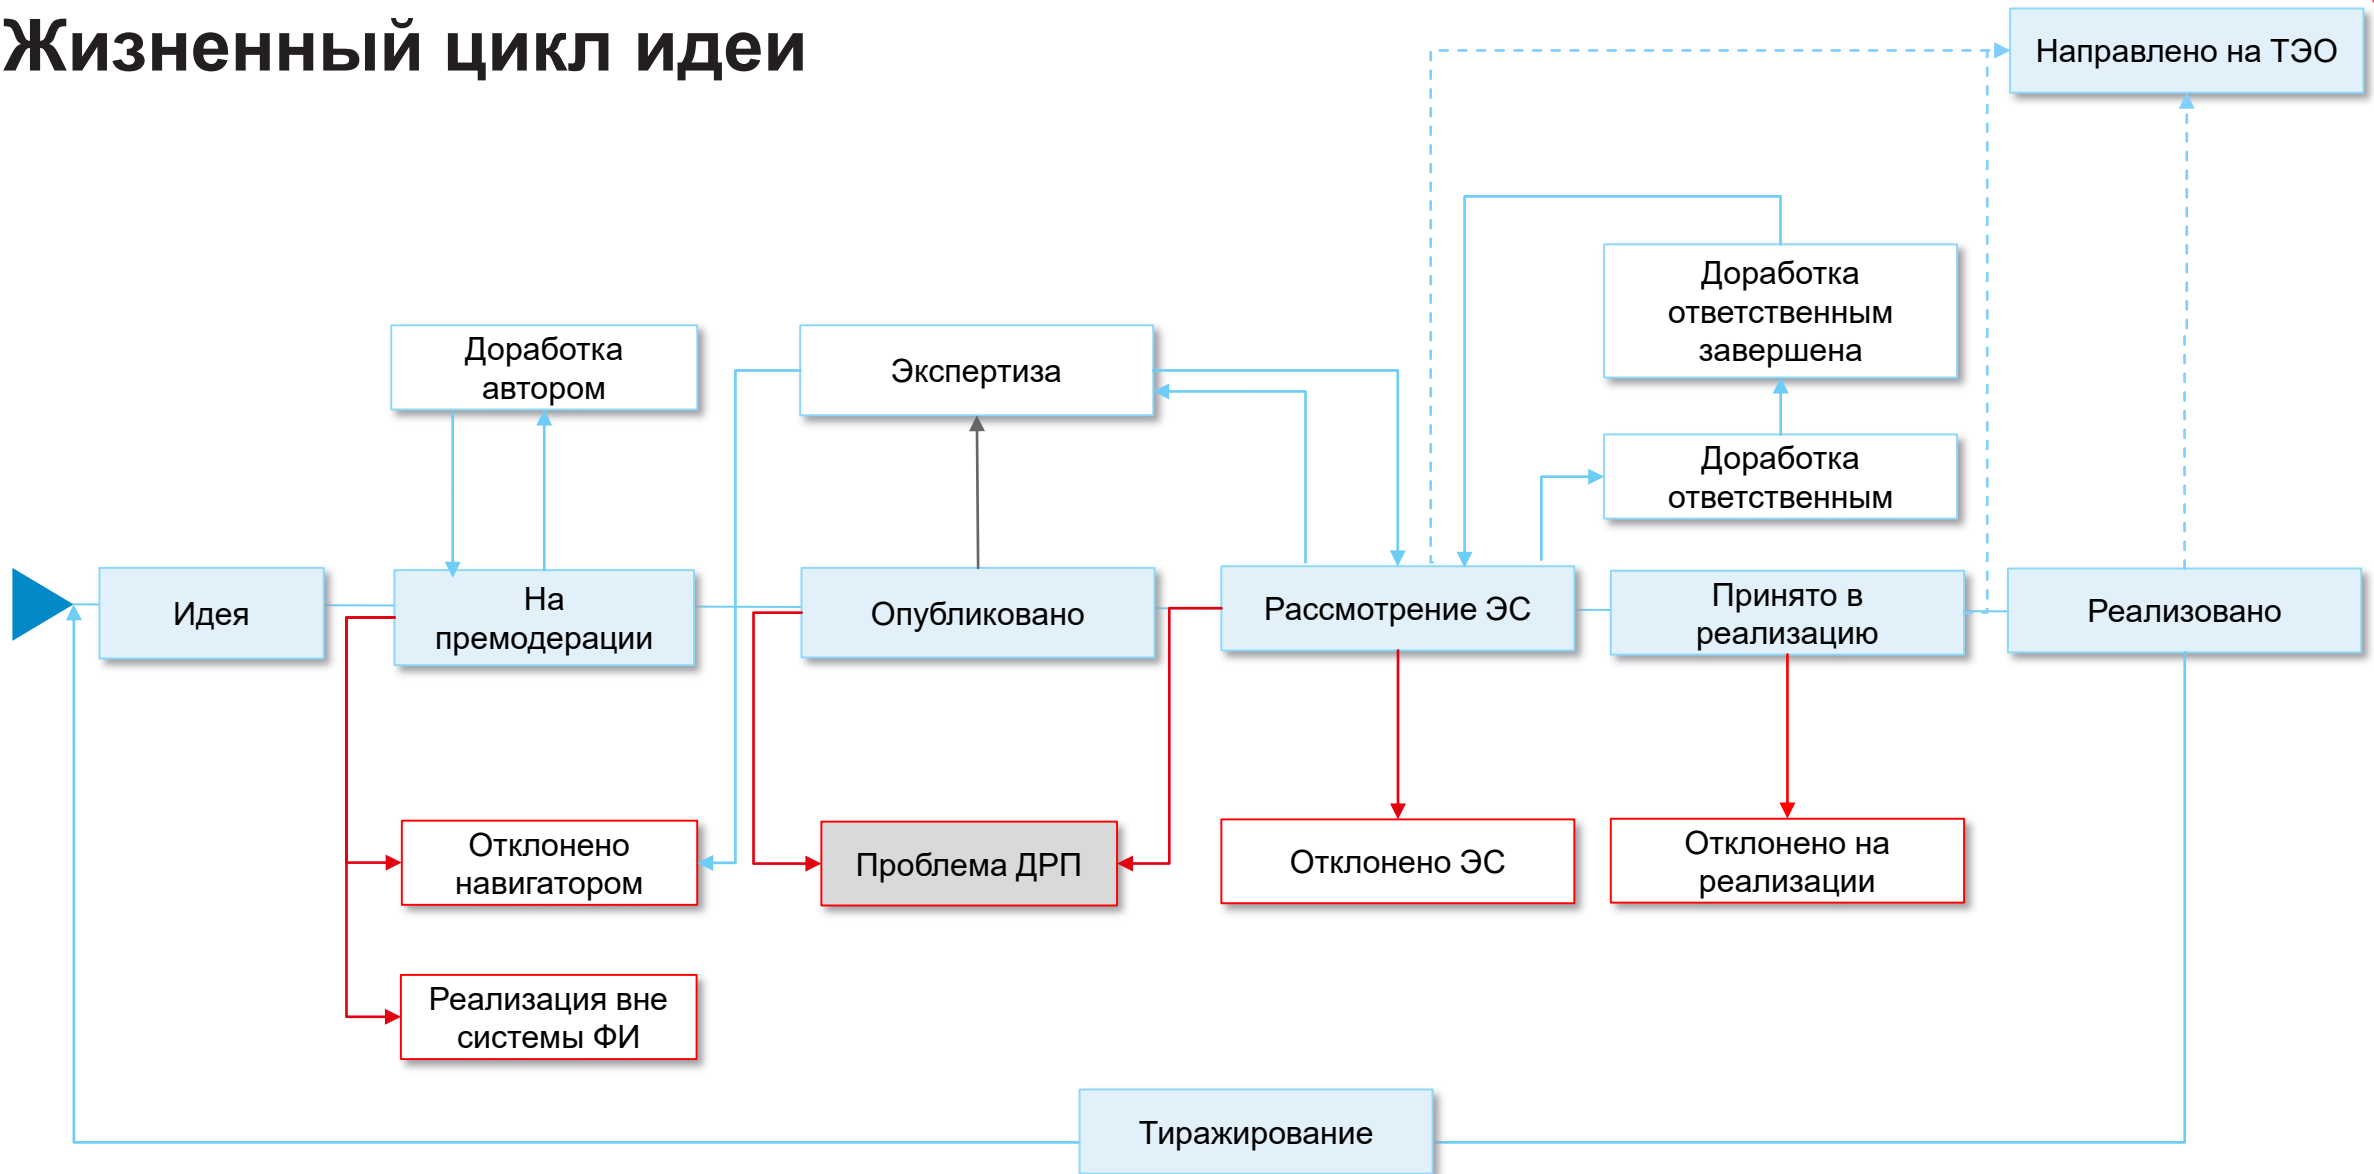 Жизненный цикл идеи
Направлено на ТЭО
Доработка
ответственным
завершена
Доработка
автором
Экспертиза
Доработка
ответственным
Идея
На
премодерации
Опубликовано
Рассмотрение ЭС
Принято в
реализацию
Реализовано
Отклонено
навигатором
Проблема ДРП
Отклонено ЭС
Отклонено на
реализации
Реализация вне
системы ФИ
Тиражирование